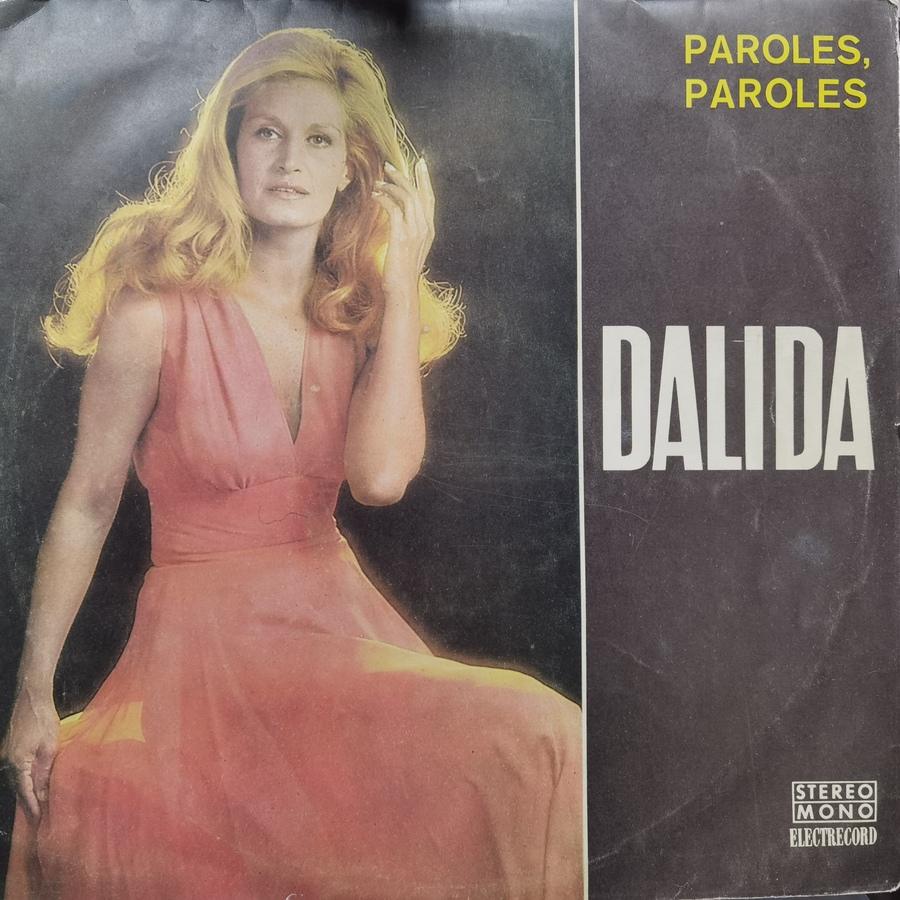 PAROLES,
PAROLES
DALIDA
STEREO
MONO
ELECTRECORD